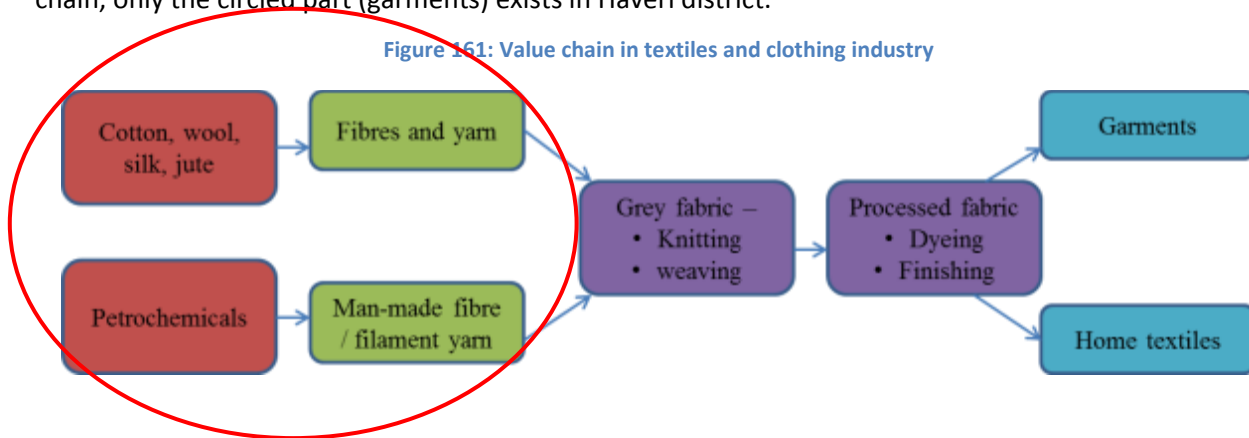 chain, only the circled part (garments) exists in Haveri district.
Figure 161: Value chain in textiles and clothing industry
Cotton, wool,
silk, jute
Fibres and yarn
Garments
Grey fabric –
• Knitting
• weaving
Processed fabric
• Dyeing
• Finishing
Petrochemicals
Man-made fibre
/ filament yarn
Home textiles